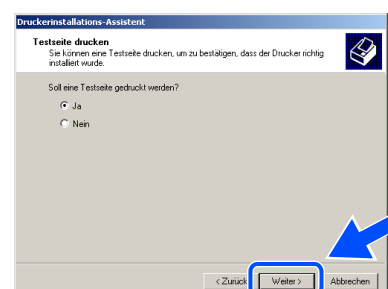 Druckerinstallations-Assistent
Testseite drucken
Sie können eine Testseite drucken, um zu bestätigen, dass der Drucker richtig
installiert wurde.
Soll eine Testseite gedruckt werden?
Ja
Nein
< Zurück Weiter > Abbrechen